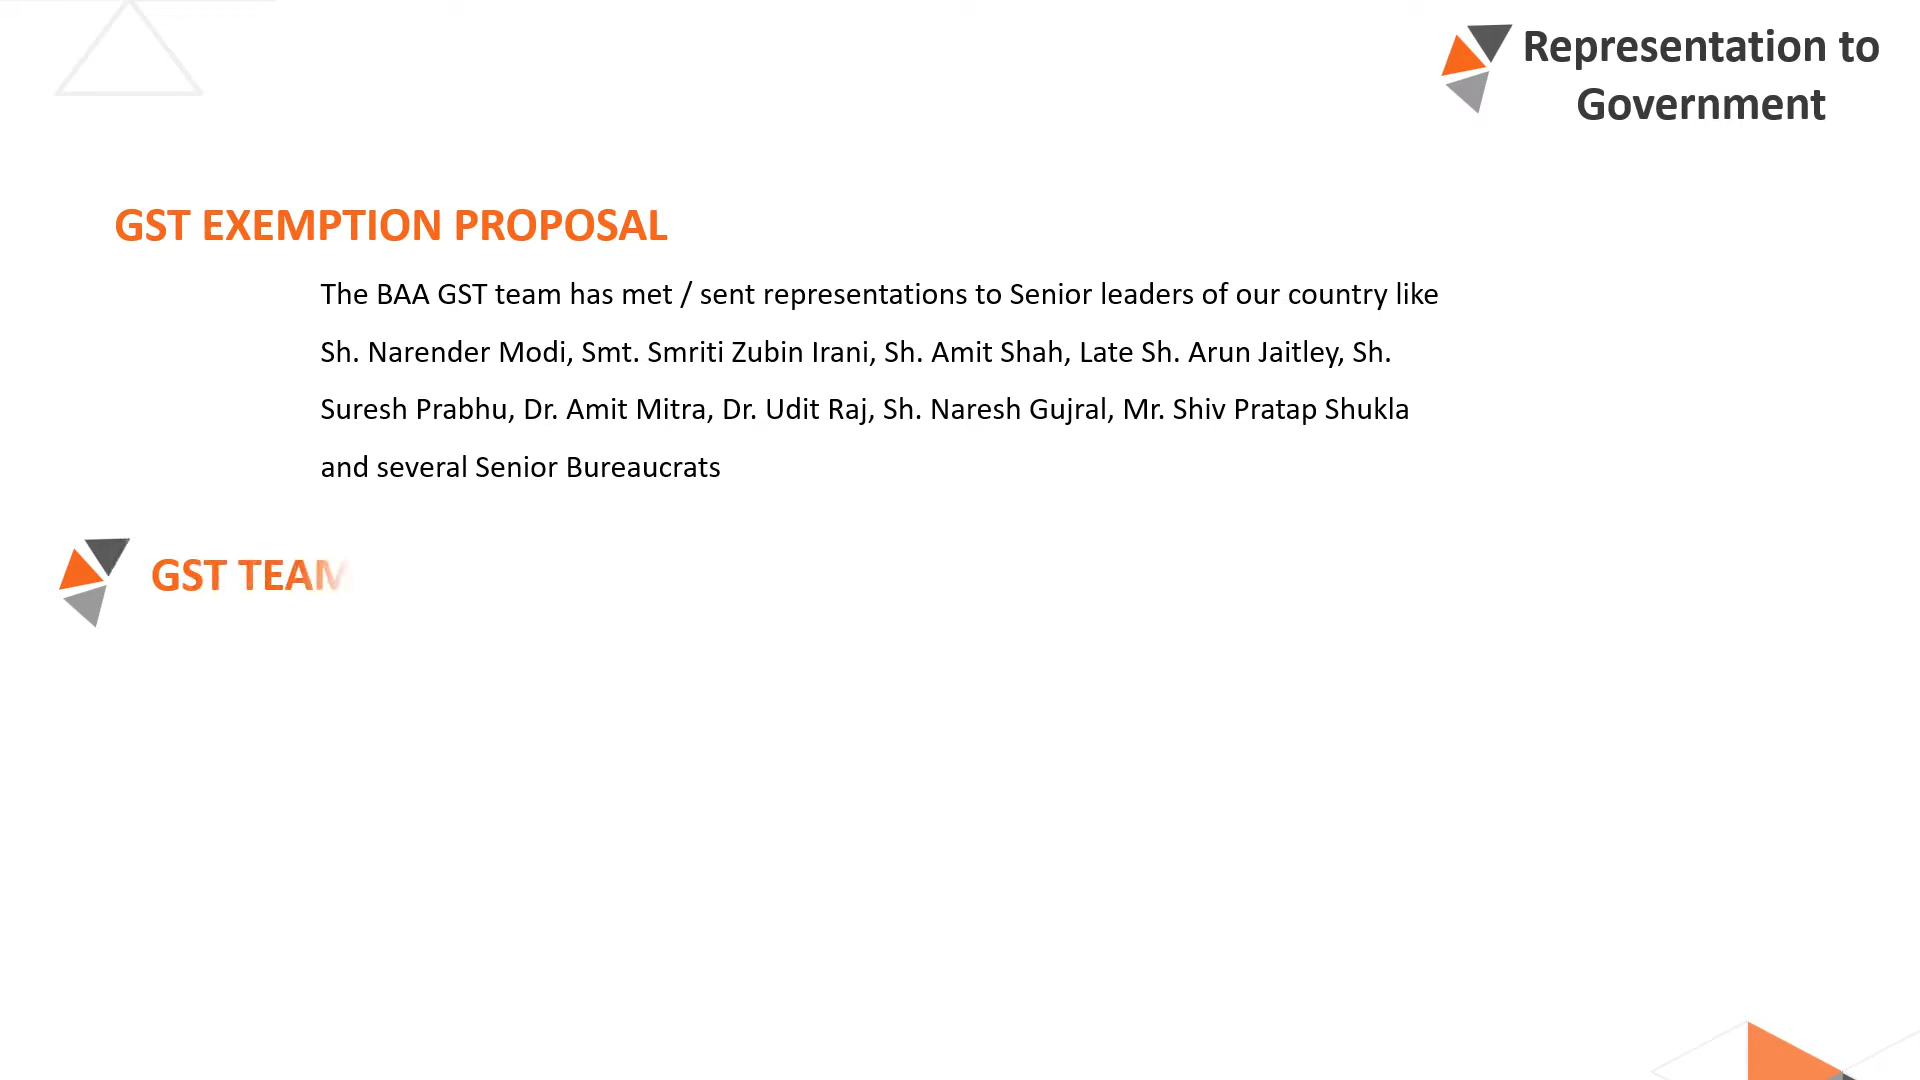 Representation to
Government
GST EXEMPTION PROPOSAL
The BAA GST team has met / sent representations to Senior leaders of our country like
Sh. Narender Modi, Smt. Smriti Zubin Irani, Sh. Amit Shah, Late Sh. Arun Jaitley, Sh.
Suresh Prabhu, Dr. Amit Mitra, Dr. Udit Raj, Sh. Naresh Gujral, Mr. Shiv Pratap Shukla
and several Senior Bureaucrats
GST TEAM